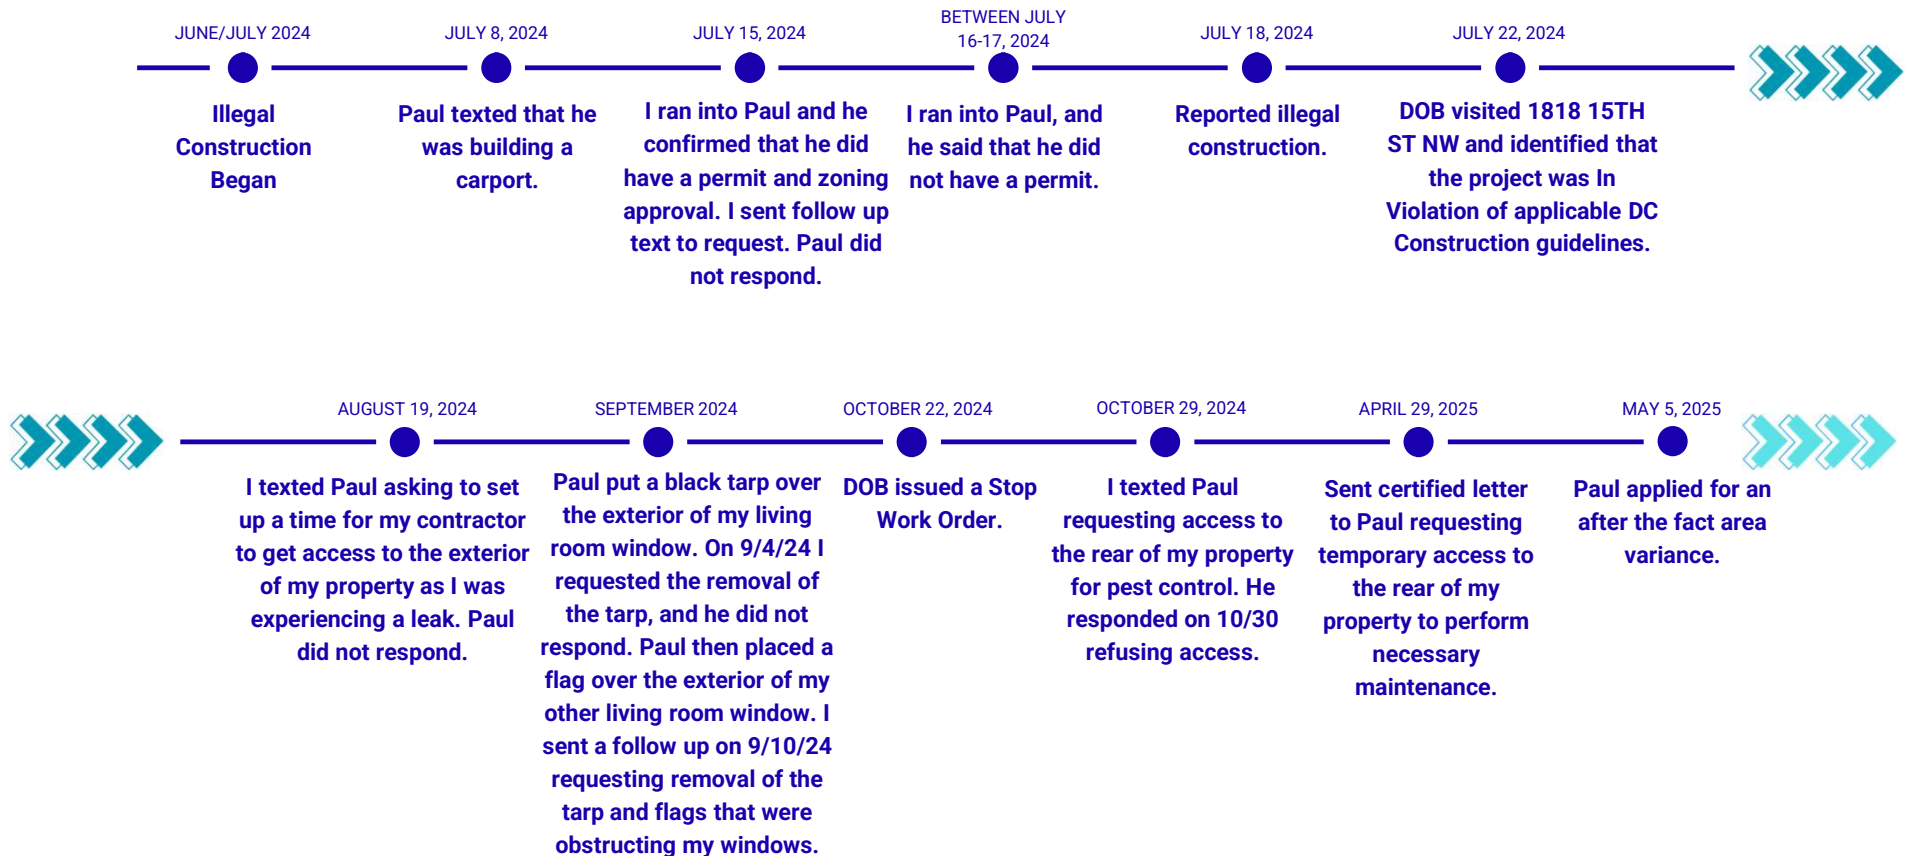 JUNE/JULY 2024
Illegal
Construction
Began
JULY 8, 2024
Paul texted that he
was building a
carport.
JULY 15, 2024
I ran into Paul and he
confirmed that he did
have a permit and zoning
approval. I sent follow up
text to request. Paul did
not respond.
BETWEEN JULY
16-17, 2024
I ran into Paul, and
he said that he did
not have a permit.
JULY 18, 2024
Reported illegal
construction.
JULY 22, 2024
DOB visited 1818 15TH
ST NW and identified that
the project was In
Violation of applicable DC
Construction guidelines.
AUGUST 19, 2024
I texted Paul asking to set
up a time for my contractor
to get access to the exterior
of my property as I was
experiencing a leak. Paul
did not respond.
SEPTEMBER 2024
Paul put a black tarp over
the exterior of my living
room window. On 9/4/24 I
requested the removal of
the tarp, and he did not
respond. Paul then placed a
flag over the exterior of my
other living room window. I
sent a follow up on 9/10/24
requesting removal of the
tarp and flags that were
obstructing my windows.
OCTOBER 22, 2024
DOB issued a Stop
Work Order.
OCTOBER 29, 2024
I texted Paul
requesting access to
the rear of my property
for pest control. He
responded on 10/30
refusing access.
APRIL 29, 2025
Sent certified letter
to Paul requesting
temporary access to
the rear of my
property to perform
necessary
maintenance.
MAY 5, 2025
Paul applied for an
after the fact area
variance.